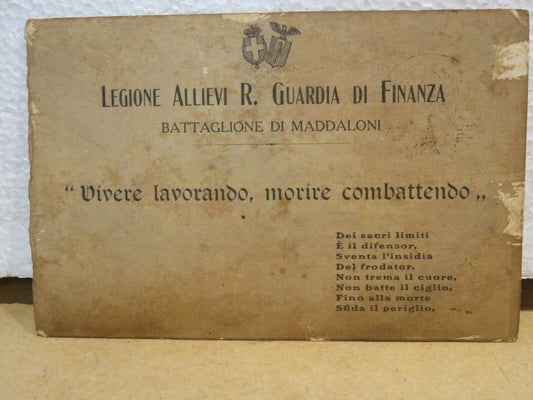 LEGIONE ALLIEVI R. GUARDIA DI FINANZA
BATTAGLIONE DI MADDALONI
“ Vivere lavorando, morire combattendo „
Dei sacri limiti
È il difensor,
Sventa l'insidia
Del frodator.
Non trema il cuore,
Non batte il ciglio,
Fino alla morte
Sfida il periglio.